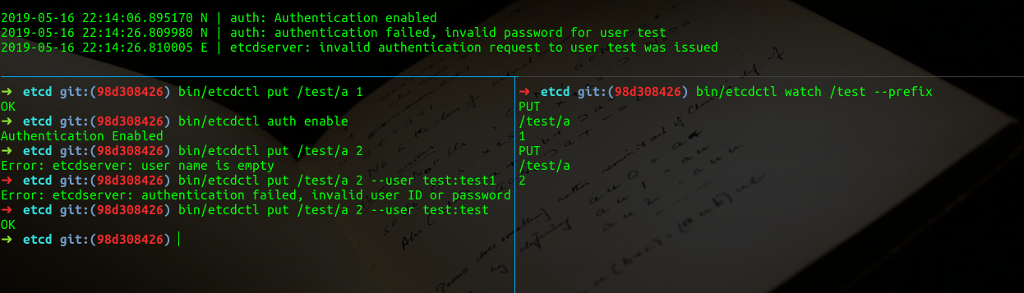 2019-05-16 22:14:06.895170 N | auth: Authentication enabled
2019-05-16 22:14:26.809980 N | auth: authentication failed, invalid password for user test
2019-05-16 22:14:26.810005 E | etcdserver: invalid authentication request to user test was issued
➜ etcd git:(98d308426) bin/etcdctl put /test/a 1
OK
➜ etcd git:(98d308426) bin/etcdctl auth enable
Authentication Enabled
➜ etcd git:(98d308426) bin/etcdctl put /test/a 2
Error: etcdserver: user name is empty
➜ etcd git:(98d308426) bin/etcdctl put /test/a 2 --user test:test1
Error: etcdserver: authentication failed, invalid user ID or password
➜ etcd git:(98d308426) bin/etcdctl put /test/a 2 --user test:test
OK
➜ etcd git:(98d308426)
➜ etcd git:(98d308426) bin/etcdctl watch /test --prefix
PUT
/test/a
1
PUT
/test/a
2